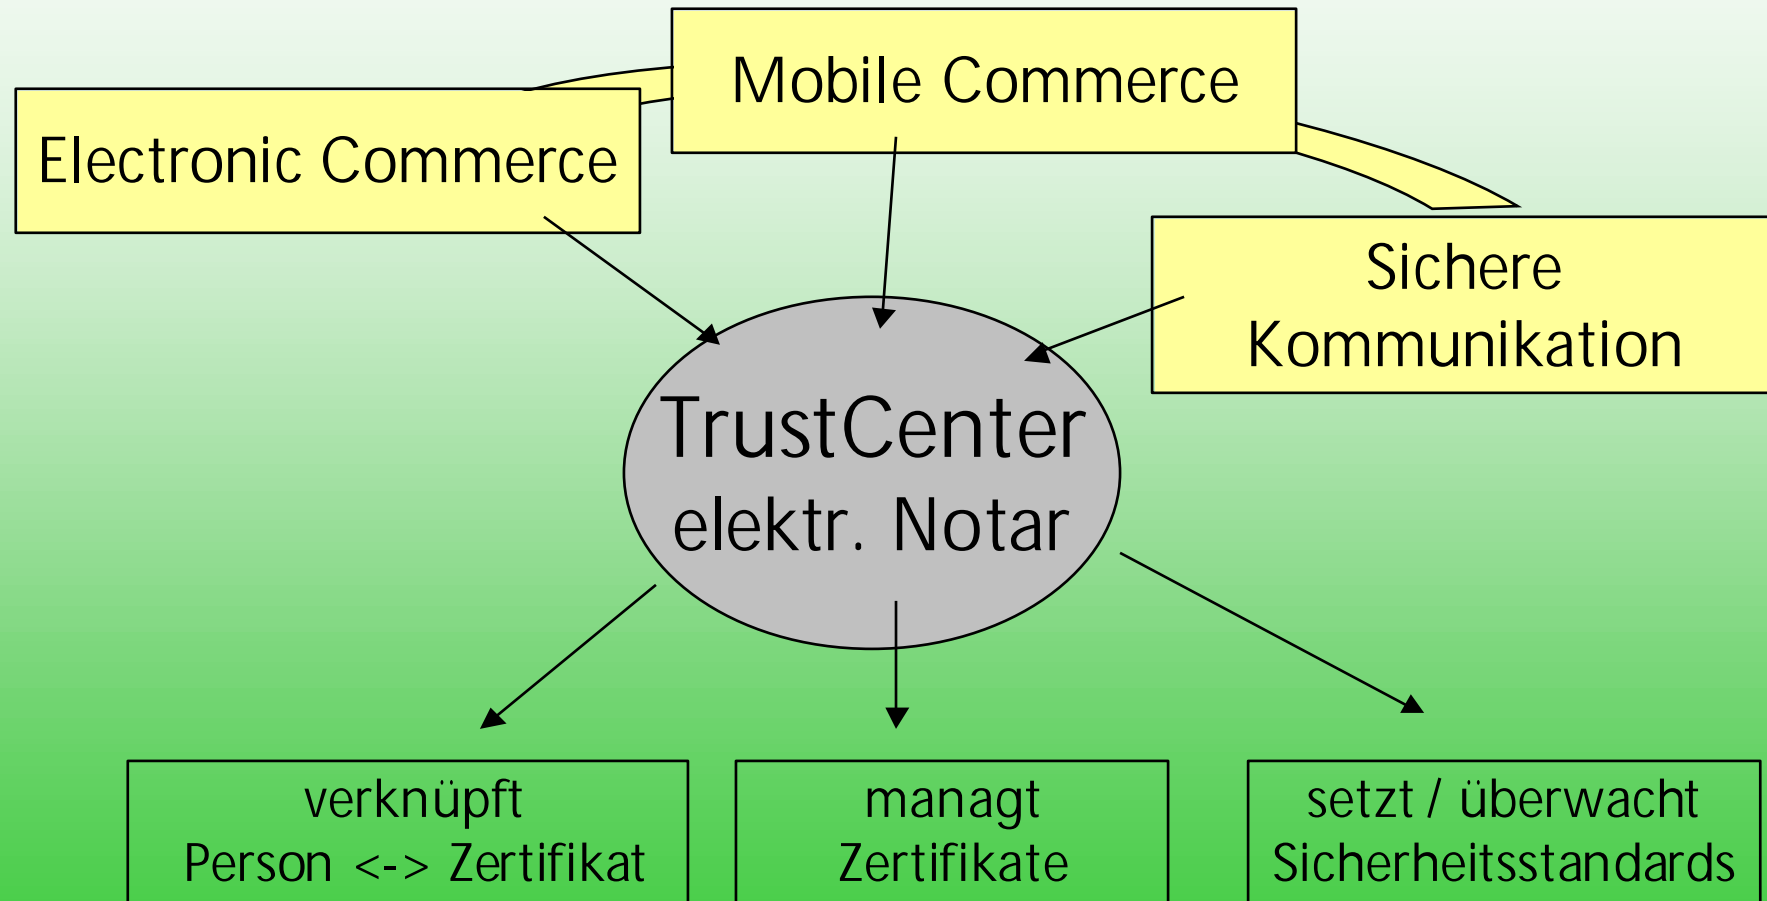 Mobile Commerce
Electronic Commerce
Sichere
Kommunikation
TrustCenter
elektr. Notar
verknüpft
Person <-> Zertifikat
managt
Zertifikate
setzt / überwacht
Sicherheitsstandards